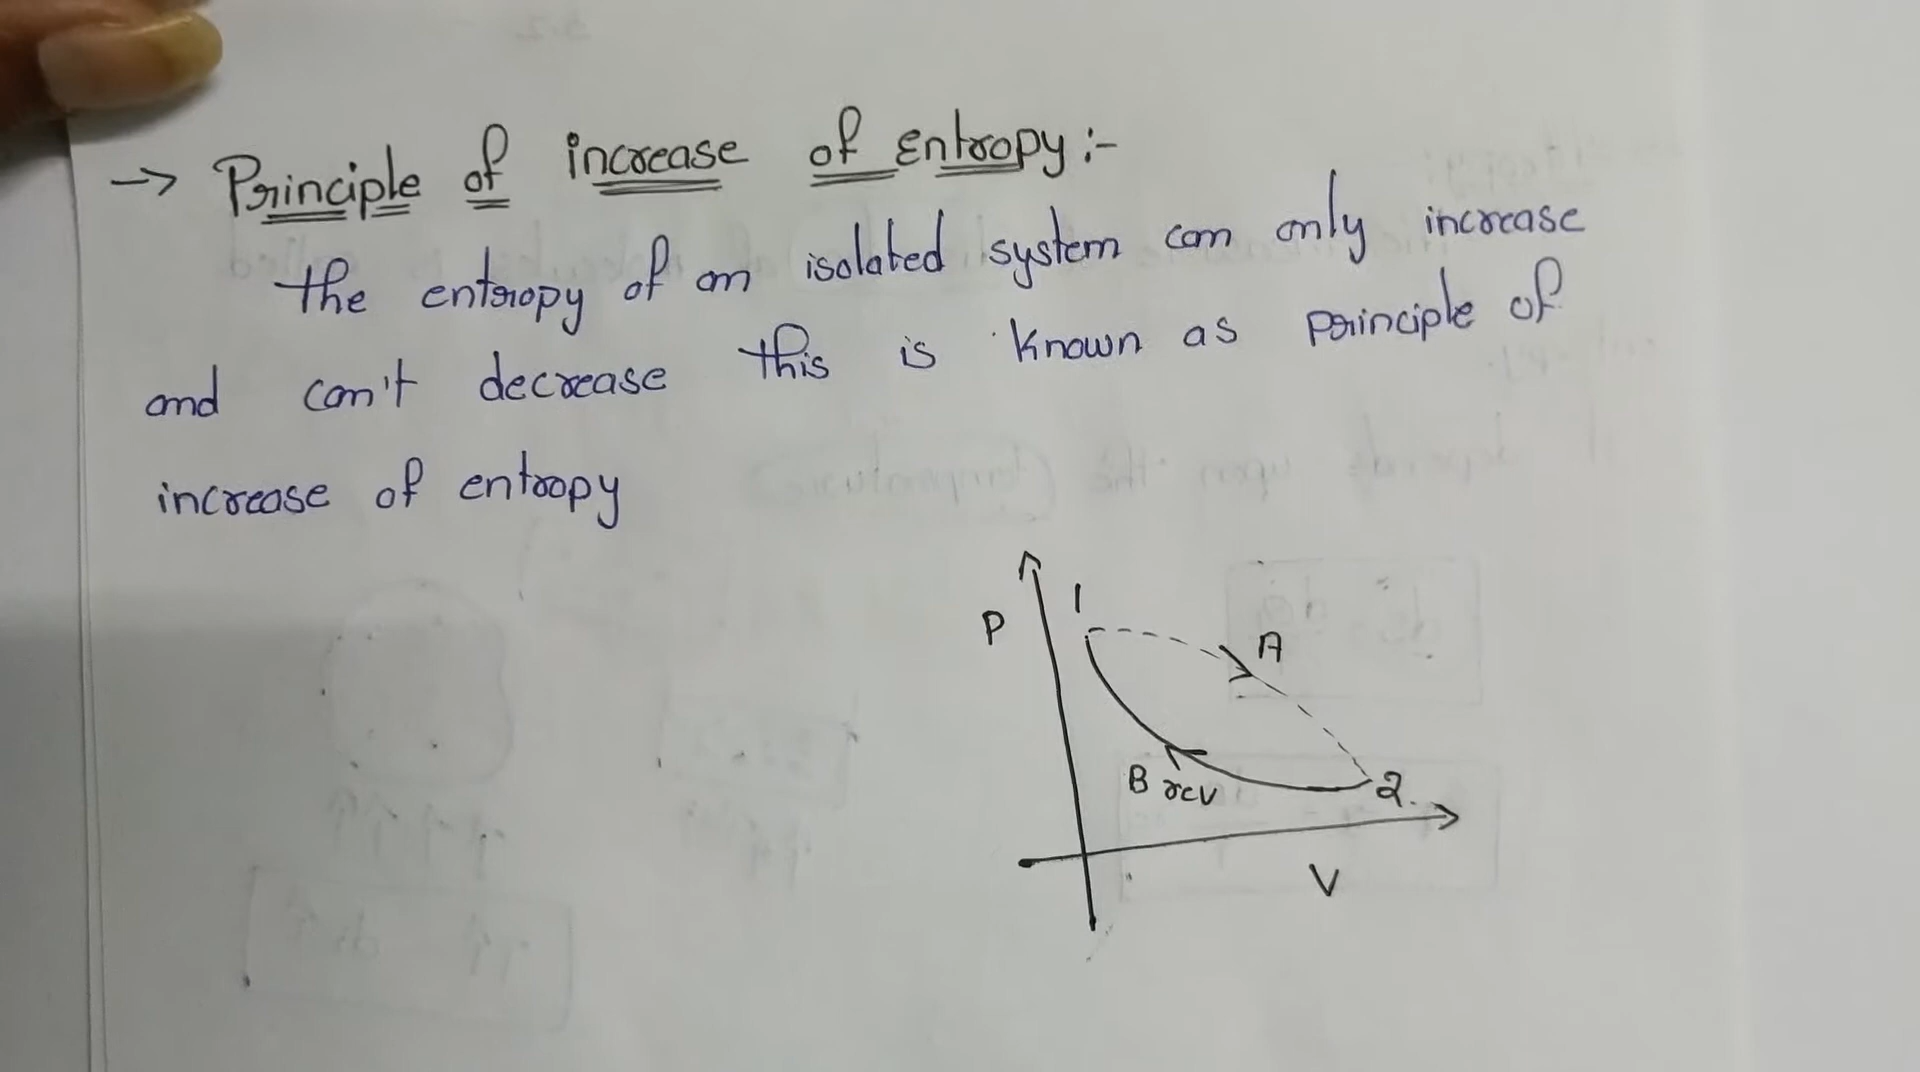 → Principle of increase of Entropy :-
the entropy of an isolated system can only increase
and can't decrease this is known as principle of
increase of entropy
P
1
A
B rev
2
V